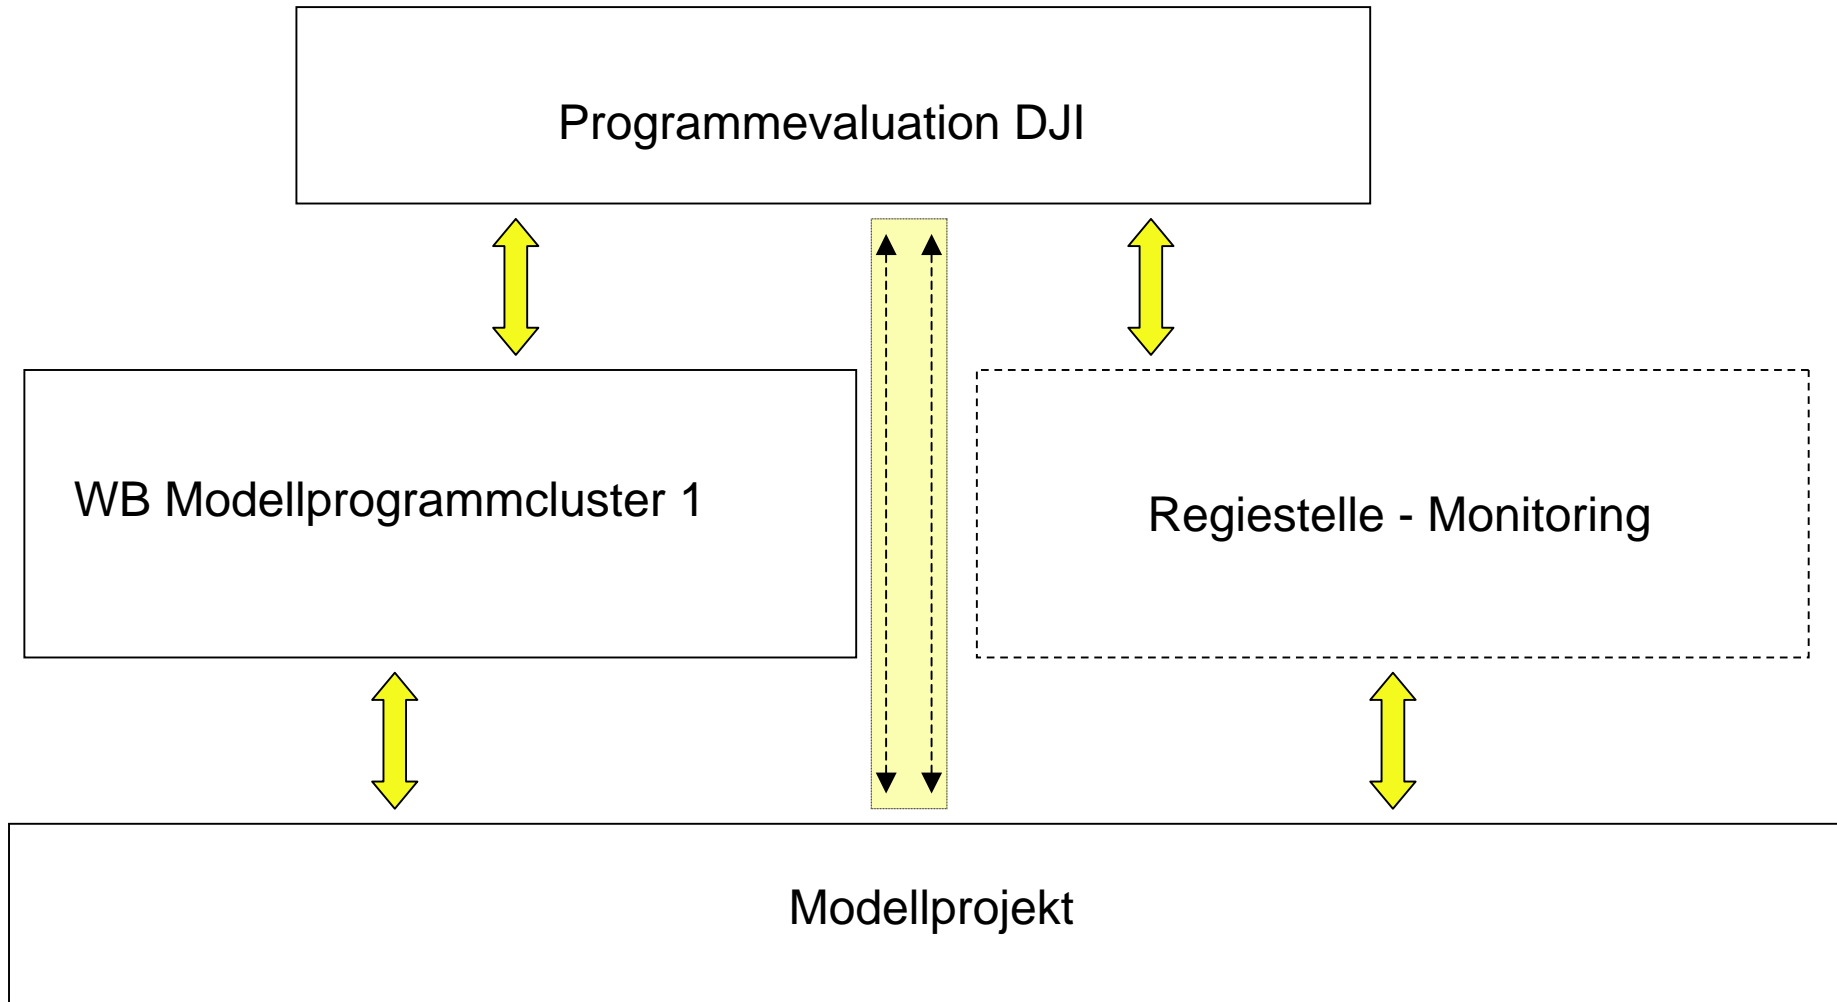 Programmevaluation DJI
WB Modellprogrammcluster 1
Regiestelle - Monitoring
Modellprojekt